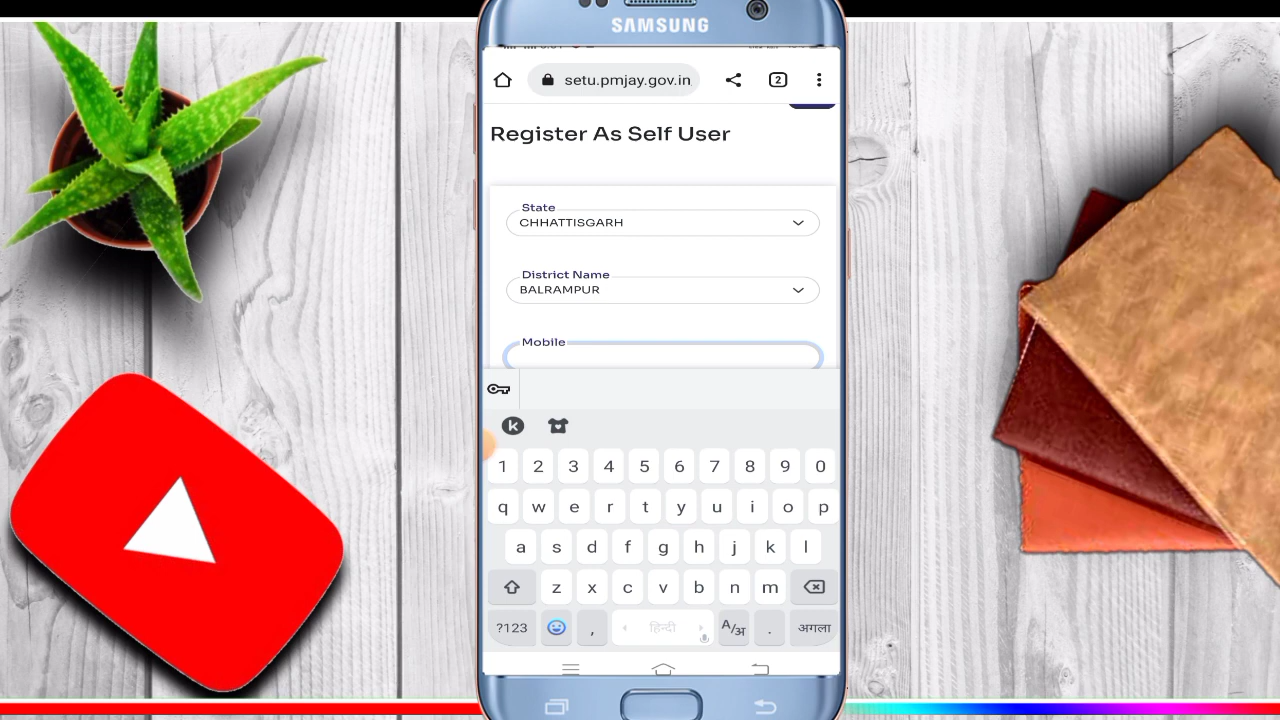 SAMSUNG
setu.pmjay.gov.in
2
Register As Self User
State
CHHATTISGARH
District Name
BALRAMPUR
Mobile
k
1 2 3 4 5 6 7 8 9 0
q w e r t y u i o p
a s d f g h j k l
z x c v b n m
?123 , हिन्दी A/अ . अगला